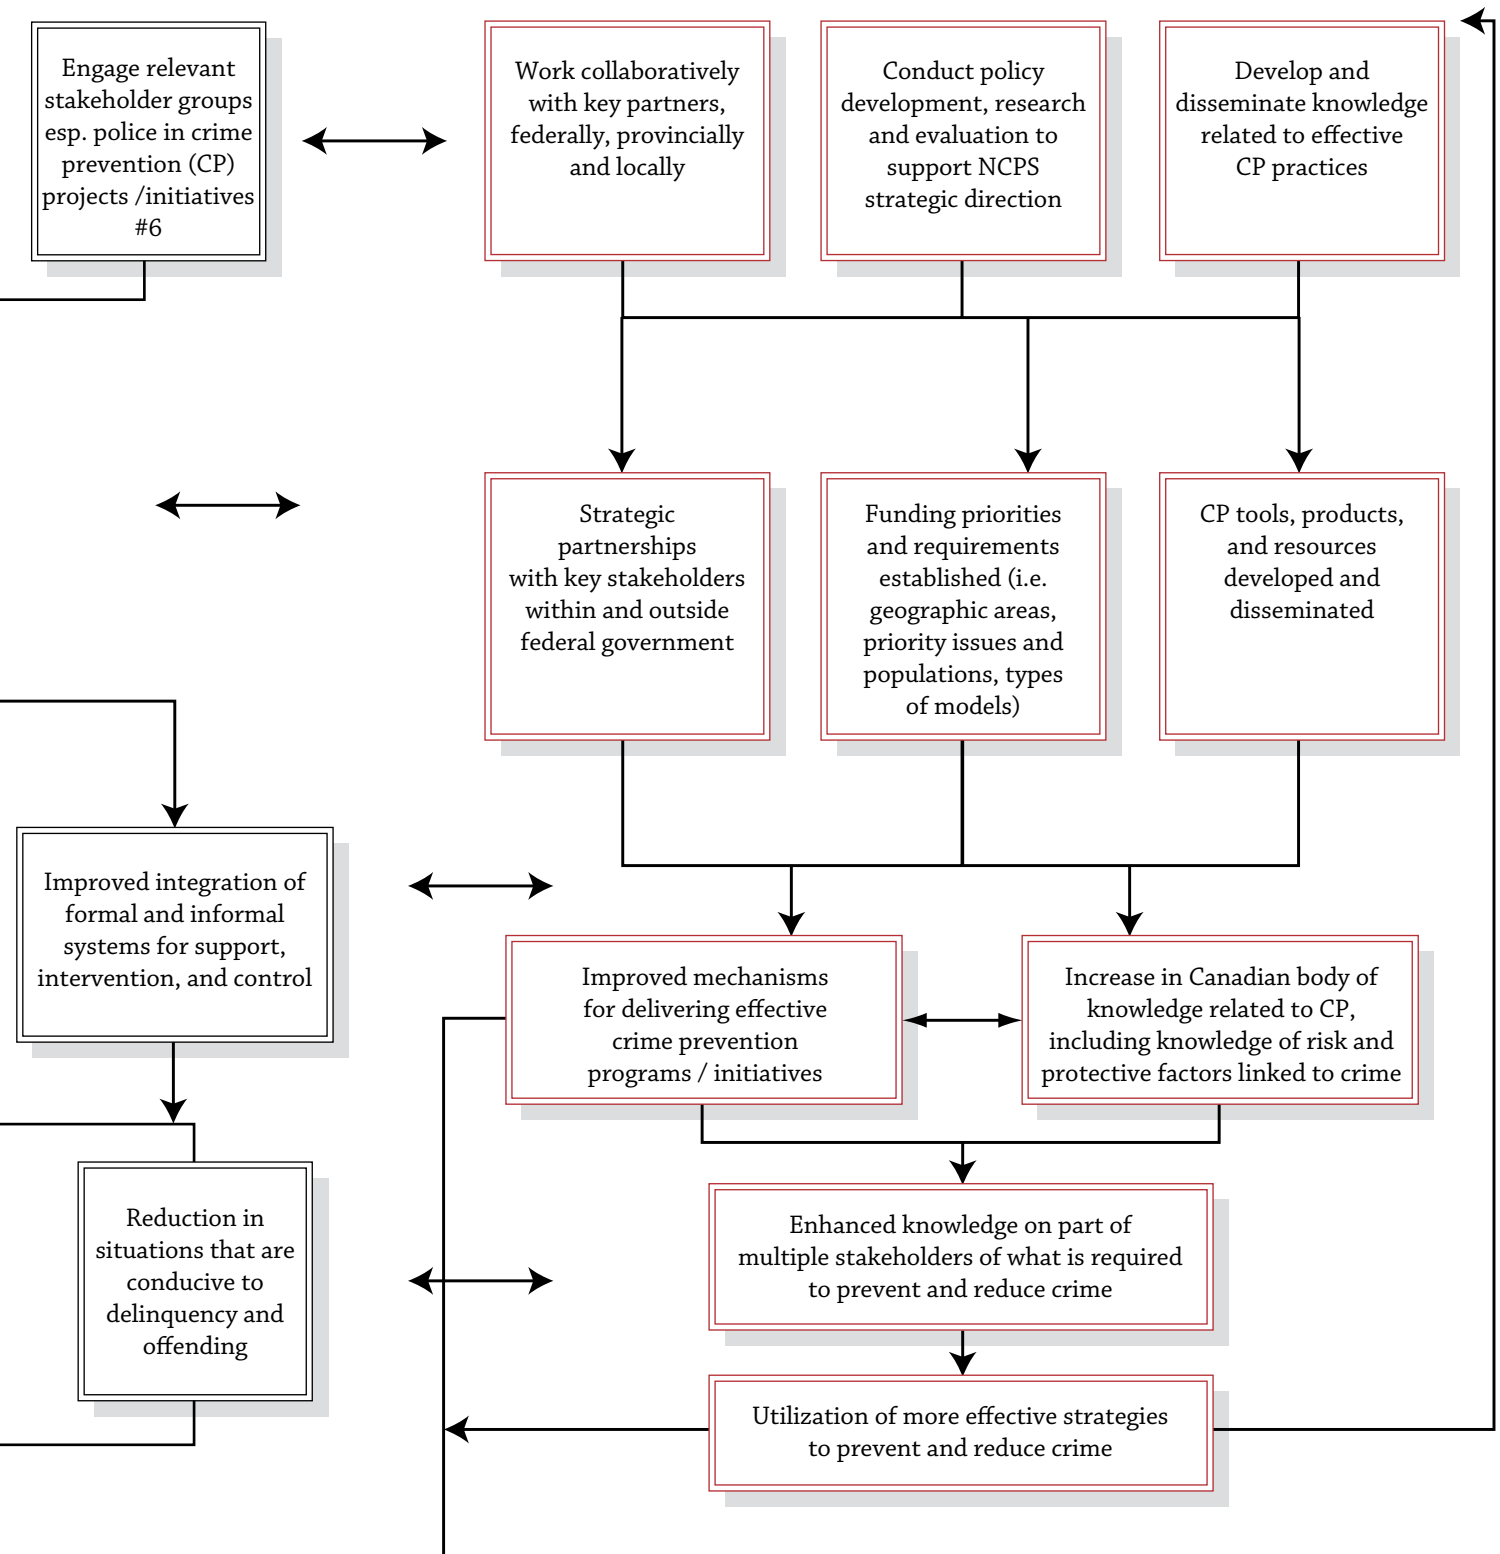 Engage relevant
stakeholder groups
esp. police in crime
prevention (CP)
projects /initiatives
#6
Work collaboratively
with key partners,
federally, provincially
and locally
Conduct policy
development, research
and evaluation to
support NCPS
strategic direction
Develop and
disseminate knowledge
related to effective
CP practices
Strategic
partnerships
with key stakeholders
within and outside
federal government
Funding priorities
and requirements
established (i.e.
geographic areas,
priority issues and
populations, types
of models)
CP tools, products,
and resources
developed and
disseminated
Improved integration of
formal and informal
systems for support,
intervention, and control
Improved mechanisms
for delivering effective
crime prevention
programs / initiatives
Increase in Canadian body of
knowledge related to CP,
including knowledge of risk and
protective factors linked to crime
Reduction in
situations that are
conducive to
delinquency and
offending
Enhanced knowledge on part of
multiple stakeholders of what is required
to prevent and reduce crime
Utilization of more effective strategies
to prevent and reduce crime